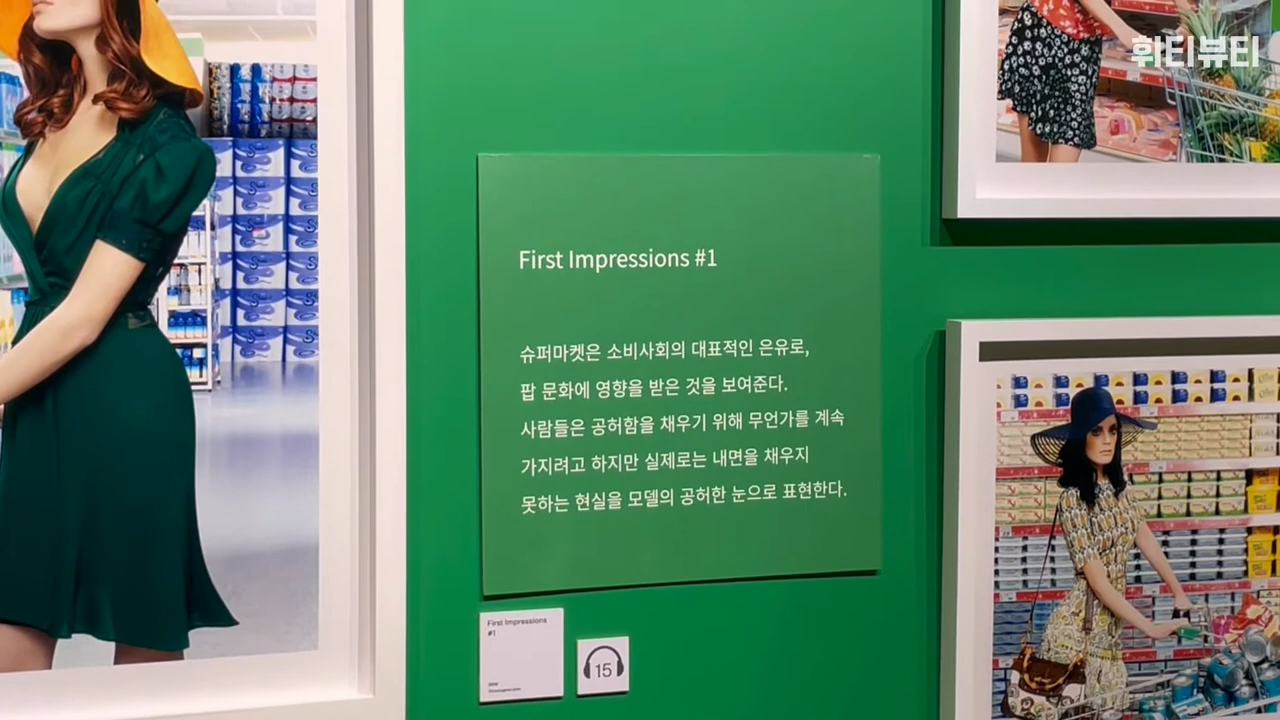 휘티뷰티
First Impressions #1
슈퍼마켓은 소비사회의 대표적인 은유로,
팝 문화에 영향을 받은 것을 보여준다.
사람들은 공허함을 채우기 위해 무언가를 계속
가지려고 하지만 실제로는 내면을 채우지
못하는 현실을 모델의 공허한 눈으로 표현한다.
First Impressions
#1
15